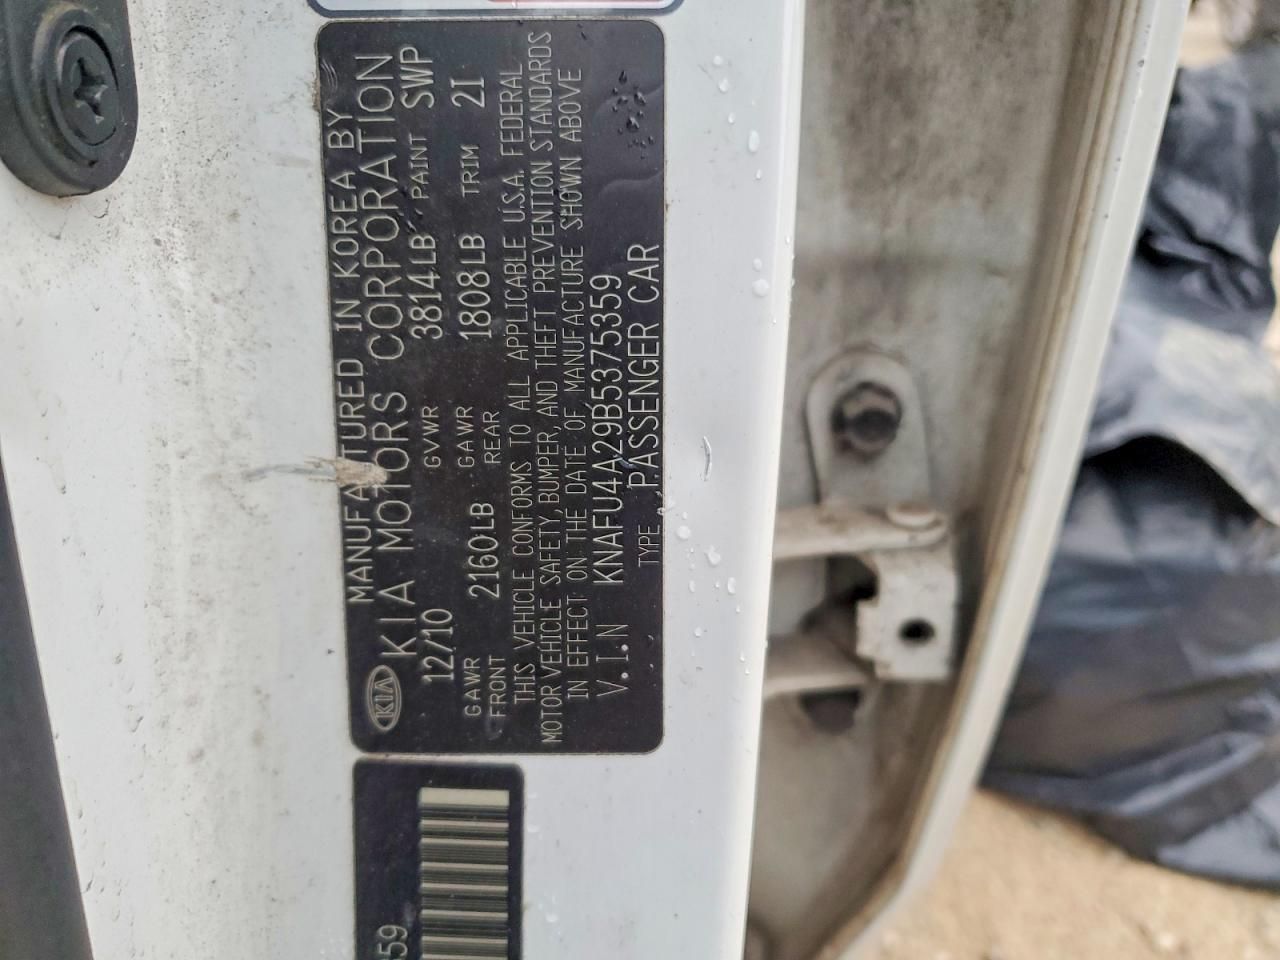 MANUFACTURED IN KOREA BY
KIA KIA MOTORS CORPORATION
12/10 GVWR 3814LB PAINT SWP
GAWR FRONT 2160LB GAWR REAR 1808LB TRIM 2I
THIS VEHICLE CONFORMS TO ALL APPLICABLE U.S.A. FEDERAL
MOTOR VEHICLE SAFETY, BUMPER, AND THEFT PREVENTION STANDARDS
IN EFFECT ON THE DATE OF MANUFACTURE SHOWN ABOVE
V.I.N KNAFU4A29B5375359
TYPE PASSENGER CAR
59